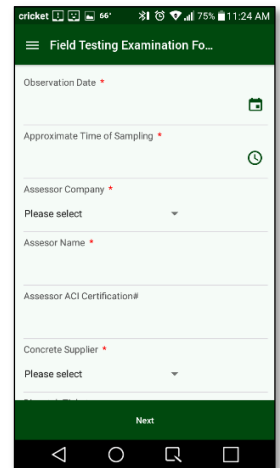 cricket 66° 75% 11:24 AM
Field Testing Examination Fo...
Observation Date *
Approximate Time of Sampling *
Assessor Company *
Please select
Assesor Name *
Assessor ACI Certification#
Concrete Supplier *
Please select
Next